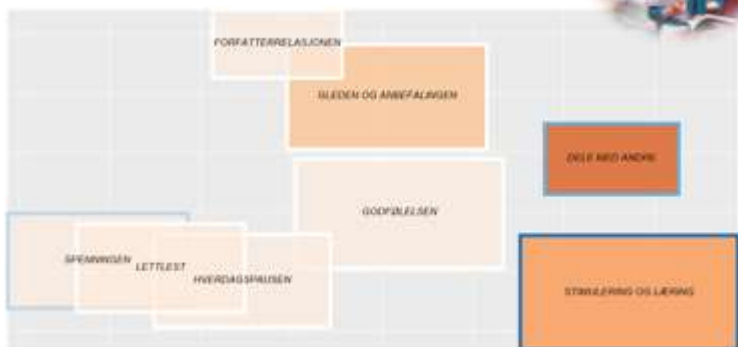 FORFATTERRELASJONEN
GLEDEN OG ANBEFALINGEN
DELE MED ANDRE
GODFØLELSEN
SPENNINGEN
LETTLEST
HVERDAGSPAUSEN
STIMULERING OG LÆRING